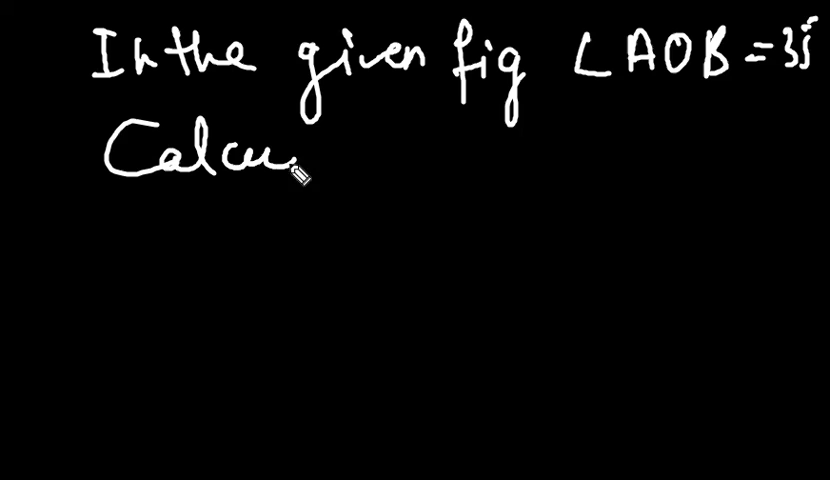 In the given fig ∠AOB = 35°
Calcu